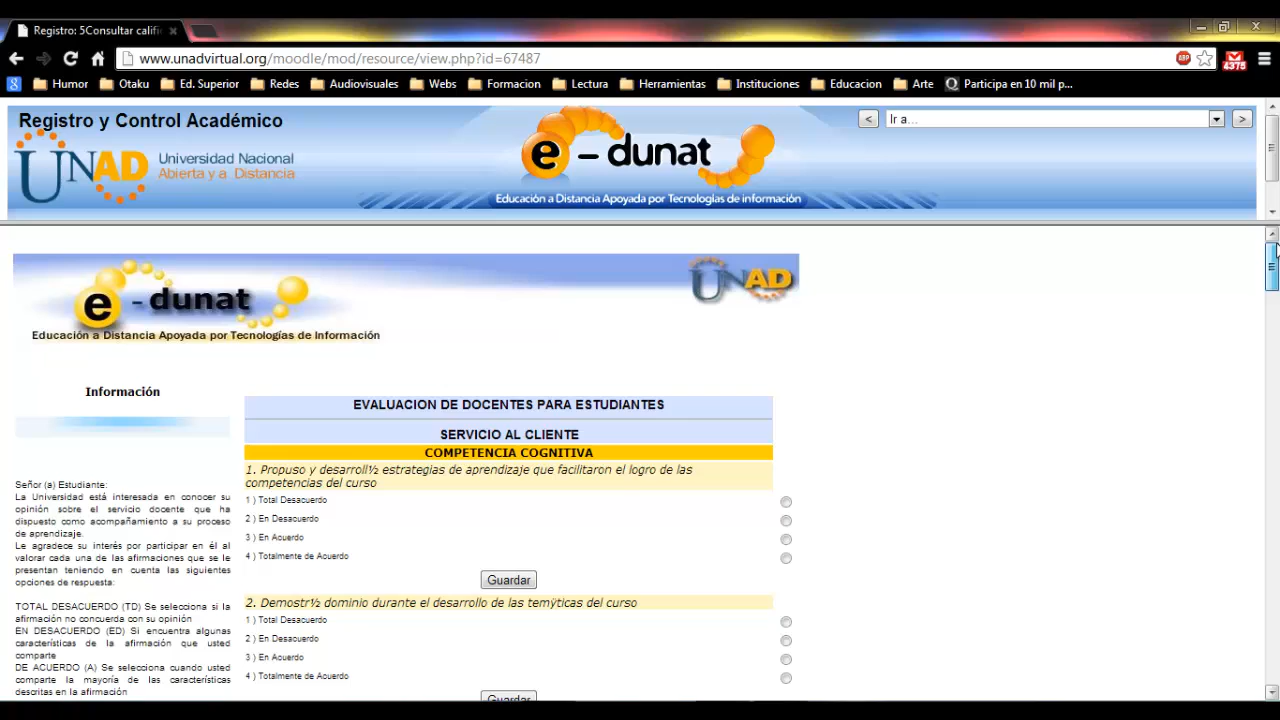 Registro: 5Consultar califi
www.unadvirtual.org/moodle/mod/resource/view.php?id=67487
ABP
4375
8
Humor
Otaku
Ed. Superior
Redes
Audiovisuales
Webs
Formacion
Lectura
Herramientas
Instituciones
Educacion
Arte
Q Participa en 10 mil p...
Registro y Control Académico
UNAD Universidad Nacional
Abierta y a Distancia
e - dunat
Educación a Distancia Apoyada por Tecnologías de información
< Ir a... >
e - dunat
Educación a Distancia Apoyada por Tecnologías de Información
UNAD
Información
Señor (a) Estudiante:
La Universidad está interesada en conocer su
opinión sobre el servicio docente que ha
dispuesto como acompañamiento a su proceso
de aprendizaje.
Le agradece su interés por participar en él al
valorar cada una de las afirmaciones que se le
presentan teniendo en cuenta las siguientes
opciones de respuesta:
TOTAL DESACUERDO (TD) Se selecciona si la
afirmación no concuerda con su opinión
EN DESACUERDO (ED) Si encuentra algunas
características de la afirmación que usted
comparte
DE ACUERDO (A) Se selecciona cuando usted
comparte la mayoría de las características
descritas en la afirmación
EVALUACION DE DOCENTES PARA ESTUDIANTES
SERVICIO AL CLIENTE
COMPETENCIA COGNITIVA
1. Propuso y desarroll½ estrategias de aprendizaje que facilitaron el logro de las
competencias del curso
1 ) Total Desacuerdo
2 ) En Desacuerdo
3 ) En Acuerdo
4 ) Totalmente de Acuerdo
Guardar
2. Demostr½ dominio durante el desarrollo de las temÿticas del curso
1 ) Total Desacuerdo
2 ) En Desacuerdo
3 ) En Acuerdo
4 ) Totalmente de Acuerdo
Guardar